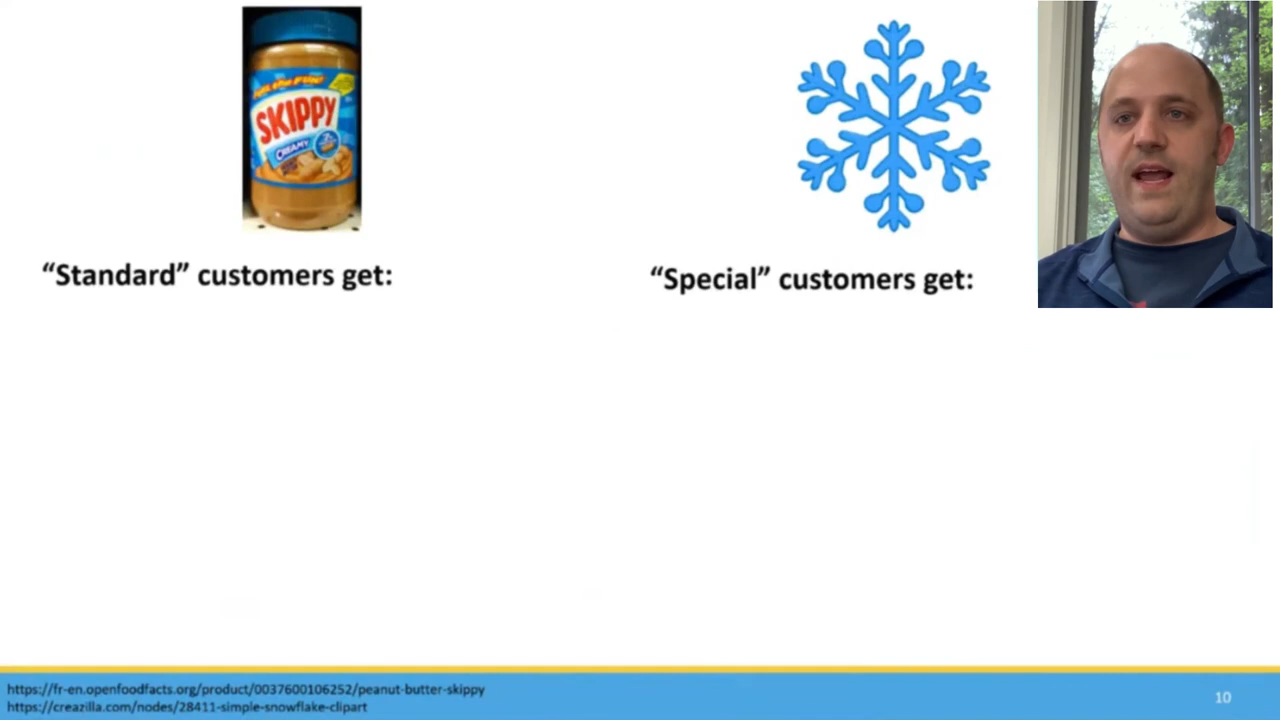 SKIPPY
CREAMY
“Standard” customers get:
“Special” customers get:
https://fr-en.openfoodfacts.org/product/0037600106252/peanut-butter-skippy
https://creazilla.com/nodes/28411-simple-snowflake-clipart
10